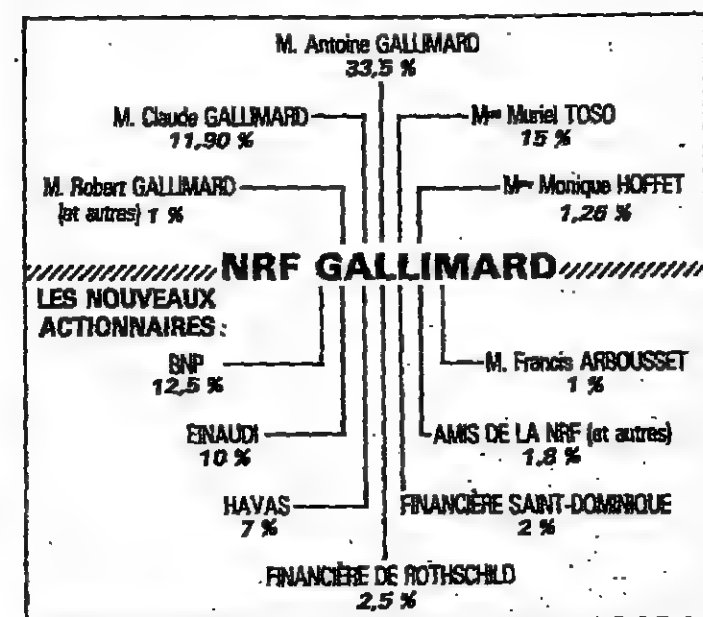 M. Antoine GALLIMARD
33,5 %
M. Claude GALLIMARD
11,90 %
Mme Muriel TOSO
15 %
M. Robert GALLIMARD
(et autres) 1 %
Mme Monique HOFFET
1,26 %
NRF GALLIMARD
LES NOUVEAUX
ACTIONNAIRES :
BNP
12,5 %
M. Francis ARBOUSSET
1 %
EINAUDI
10 %
AMIS DE LA NRF (et autres)
1,8 %
HAVAS
7 %
FINANCIÈRE SAINT-DOMINIQUE
2 %
FINANCIÈRE DE ROTHSCHILD
2,5 %